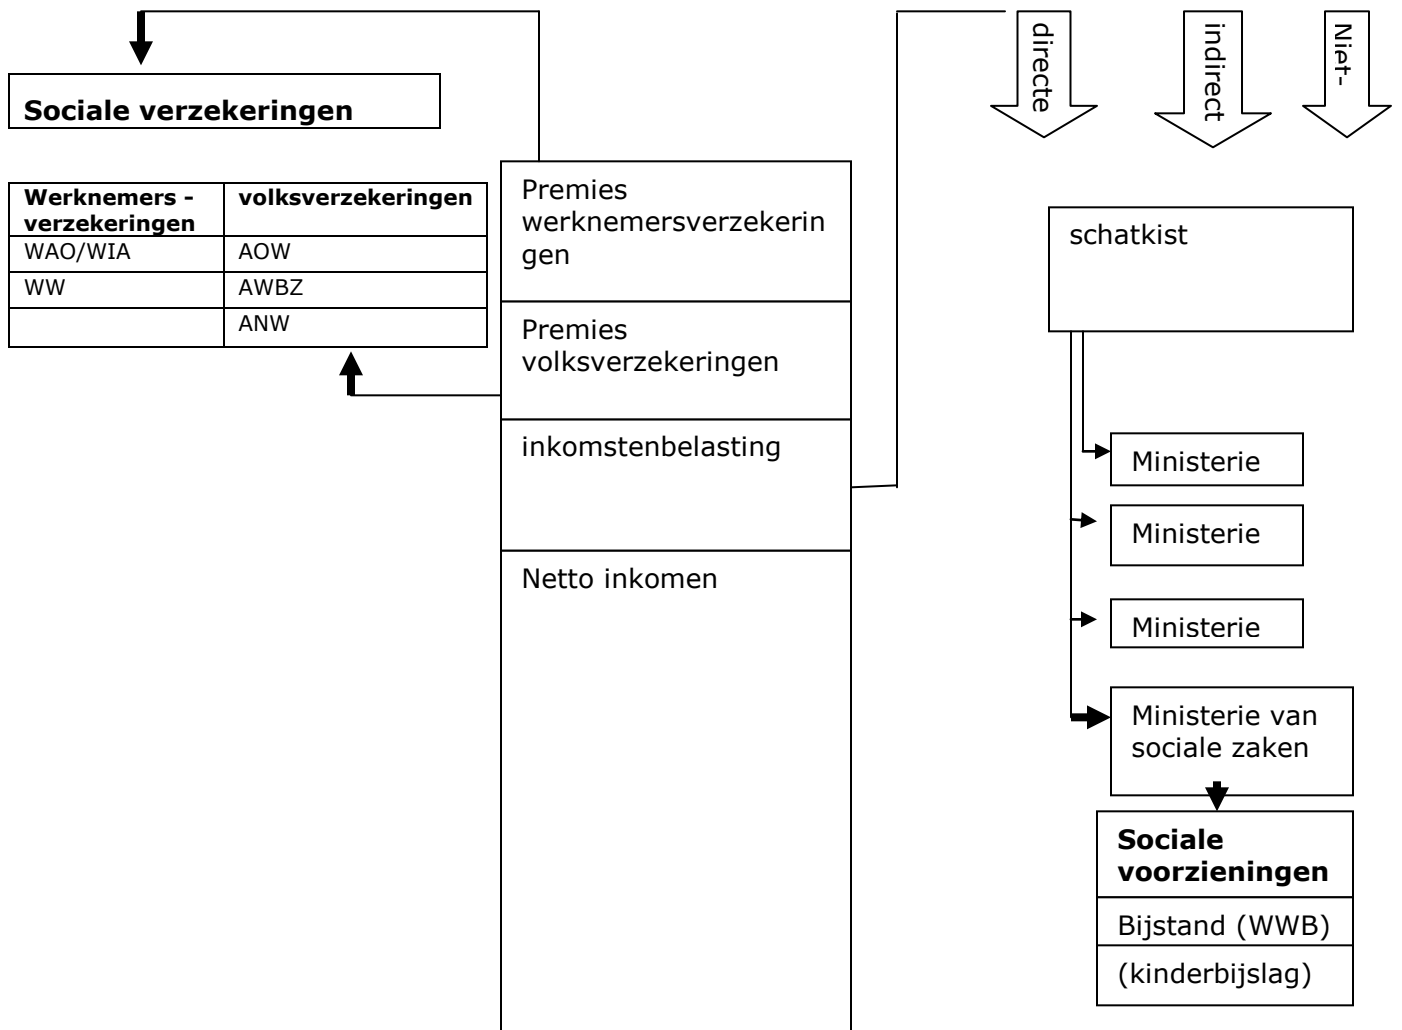 directe
indirect
Niet-
Sociale verzekeringen
Werknemers -
verzekeringen
volksverzekeringen
WAO/WIA
AOW
WW
AWBZ
ANW
Premies
werknemersverzekerin
gen
Premies
volksverzekeringen
inkomstenbelasting
Netto inkomen
schatkist
Ministerie
Ministerie
Ministerie
Ministerie van
sociale zaken
Sociale
voorzieningen
Bijstand (WWB)
(kinderbijslag)